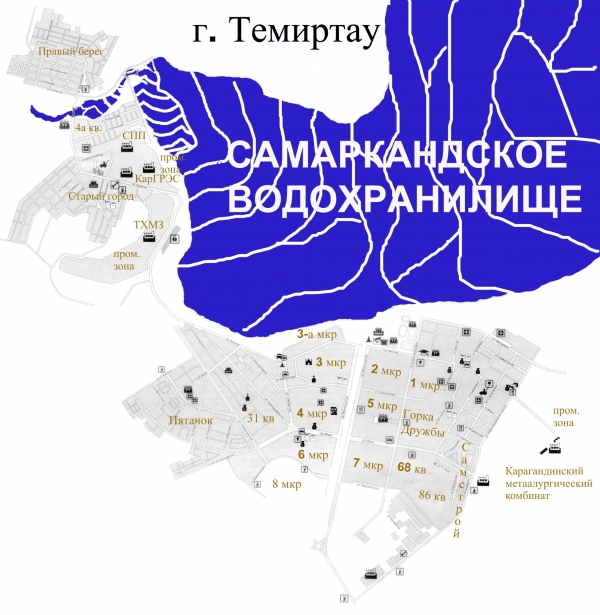 г. Темиртау
Правый берег
4а кв.
СПП
пром.
зона
КарГРЭС
Старый город
ТХМЗ
пром.
зона
САМАРКАНДСКОЕ
ВОДОХРАНИЛИЩЕ
3-а мкр
3 мкр
2 мкр
1 мкр
Пятанок
31 кв
4 мкр
5 мкр
Горка
Дружбы
пром.
зона
6 мкр
7 мкр
68 кв
8 мкр
86 кв
Саметрой
Карагандинский
метаалургический
комбинат